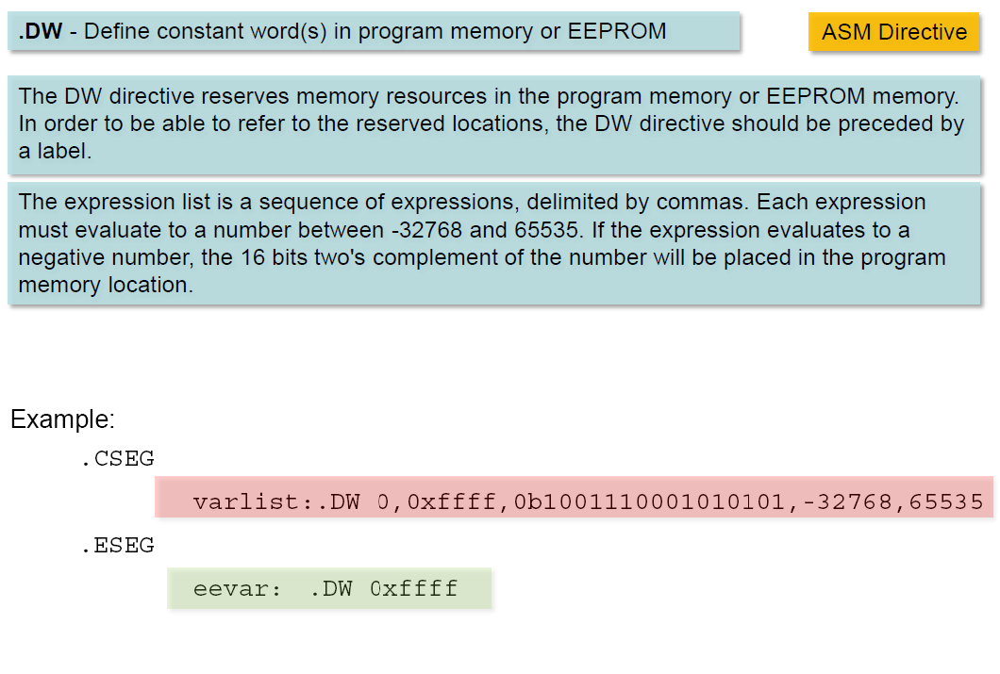 .DW - Define constant word(s) in program memory or EEPROM
ASM Directive
The DW directive reserves memory resources in the program memory or EEPROM memory.
In order to be able to refer to the reserved locations, the DW directive should be preceded by
a label.
The expression list is a sequence of expressions, delimited by commas. Each expression
must evaluate to a number between -32768 and 65535. If the expression evaluates to a
negative number, the 16 bits two's complement of the number will be placed in the program
memory location.
Example:
.CSEG
varlist:.DW 0,0xffff,0b1001110001010101,-32768,65535
.ESEG
eevar: .DW 0xffff